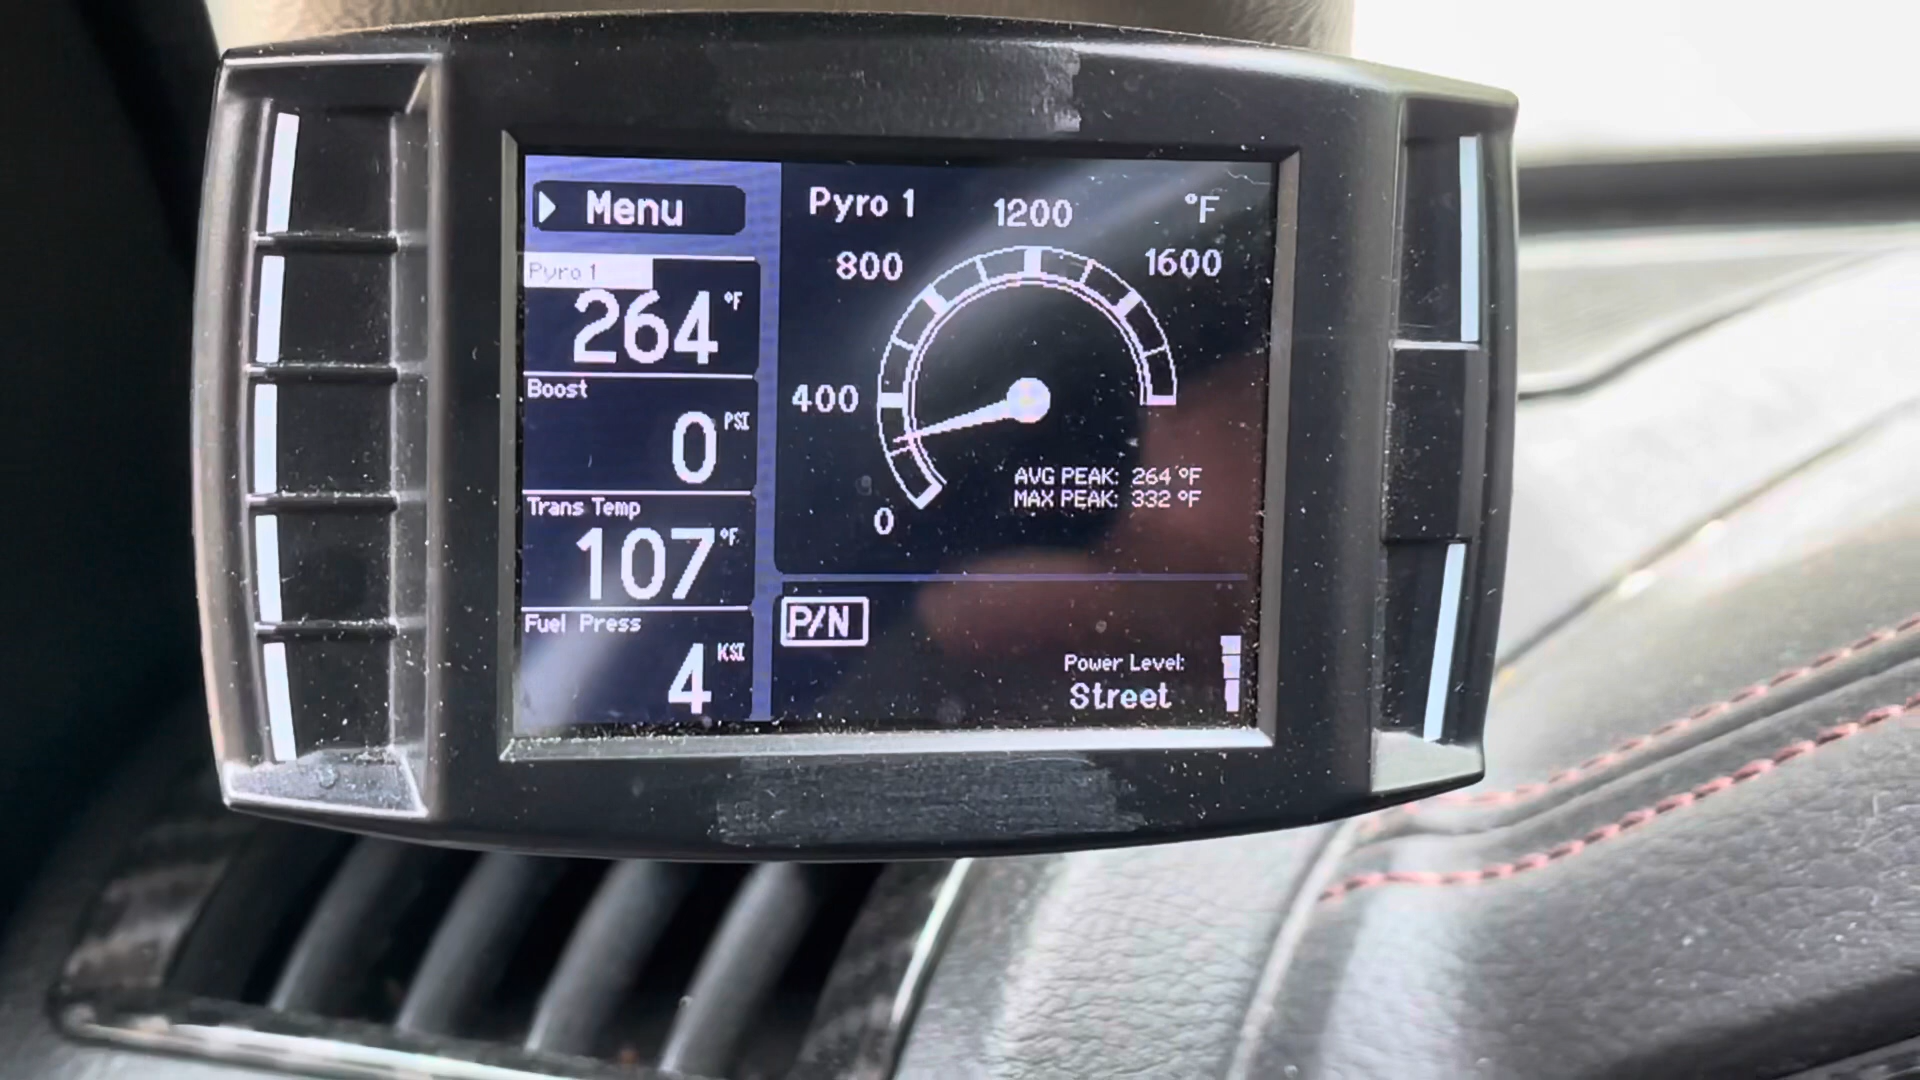 Menu
Pyro 1
264 °F
Boost
0 PSI
Trans Temp
107 °F
Fuel Press
4 KSI
Pyro 1
°F
0
400
800
1200
1600
AVG PEAK: 264 °F
MAX PEAK: 332 °F
P/N
Power Level:
Street